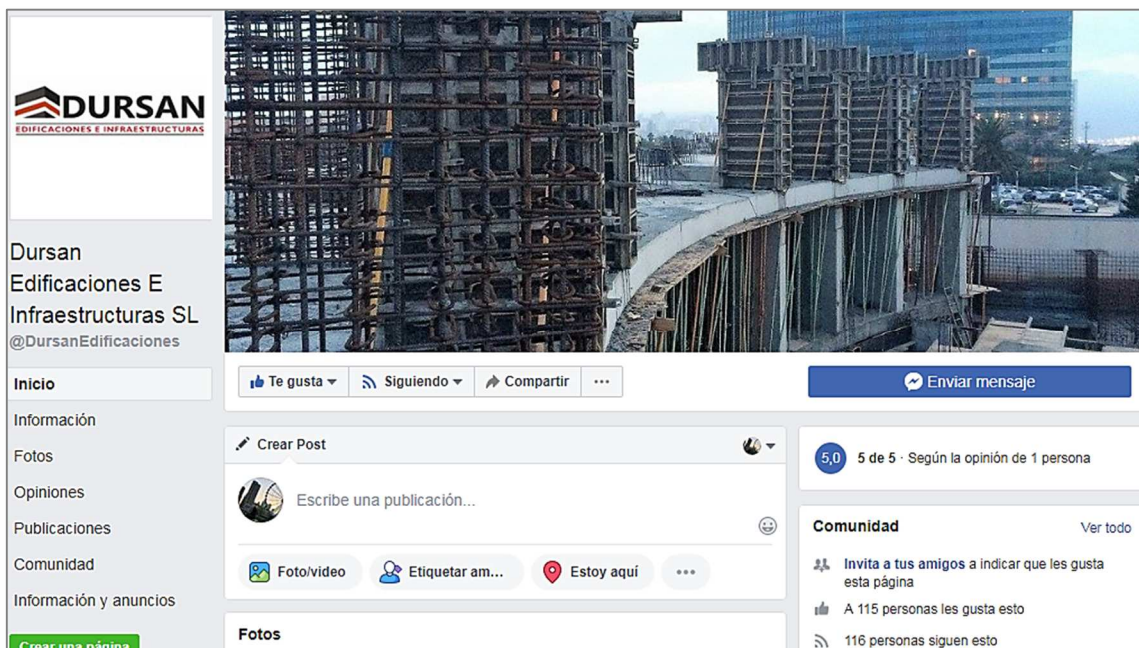 DURSAN
EDIFICACIONES E INFRAESTRUCTURAS
Dursan
Edificaciones E
Infraestructuras SL
@DursanEdificaciones
Inicio
Información
Fotos
Opiniones
Publicaciones
Comunidad
Información y anuncios
Crear una página
Te gusta
Siguiendo
Compartir
Enviar mensaje
Crear Post
Escribe una publicación...
Foto/video
Etiquetar am...
Estoy aquí
Fotos
5,0 5 de 5 · Según la opinión de 1 persona
Comunidad Ver todo
Invita a tus amigos a indicar que les gusta
esta página
A 115 personas les gusta esto
116 personas siguen esto